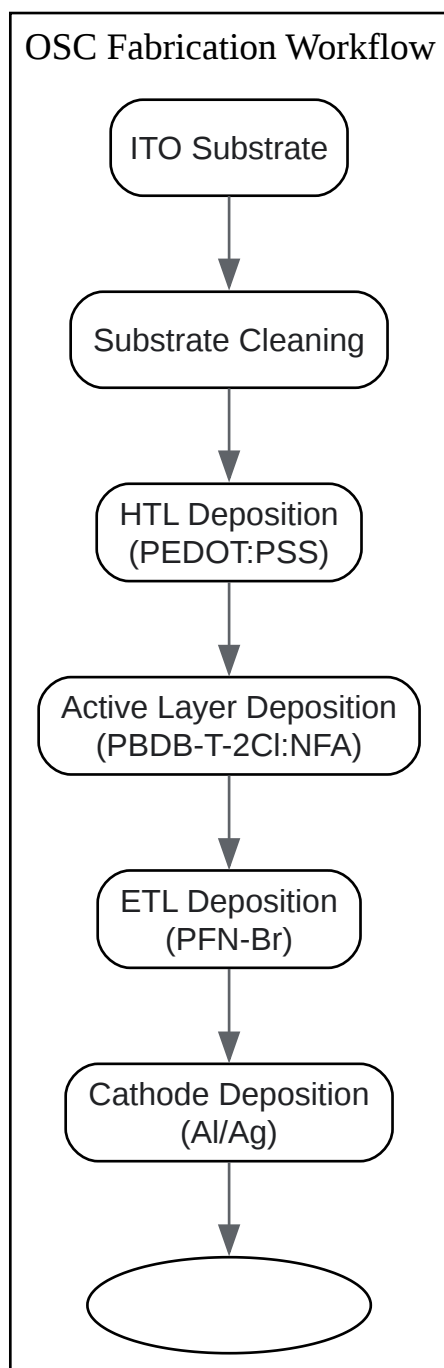 OSC Fabrication Workflow
ITO Substrate
Substrate Cleaning
HTL Deposition
(PEDOT:PSS)
Active Layer Deposition
(PBDB-T-2Cl:NFA)
ETL Deposition
(PFN-Br)
Cathode Deposition
(Al/Ag)